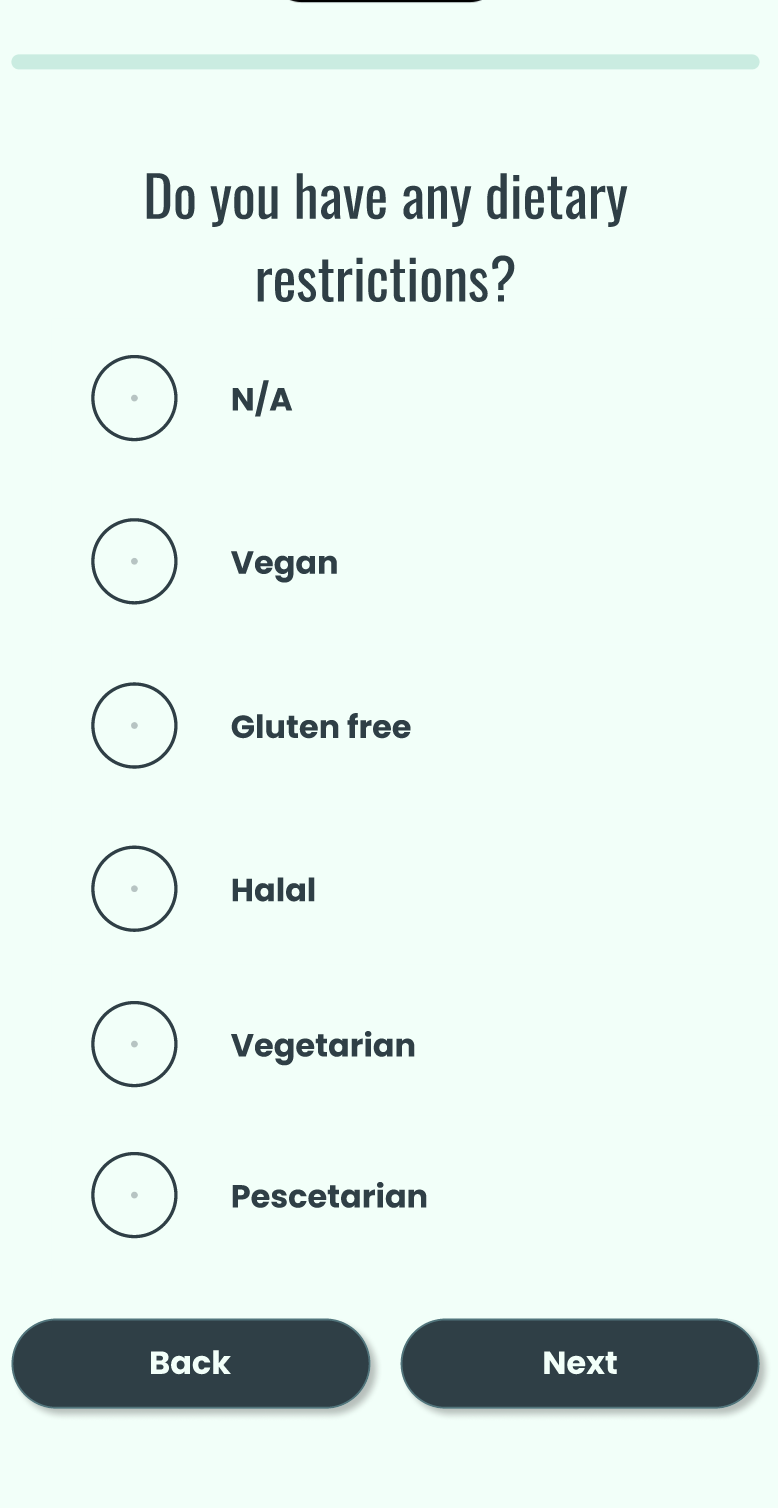 Do you have any dietary
restrictions?
N/A
Vegan
Gluten free
Halal
Vegetarian
Pescetarian
Back
Next